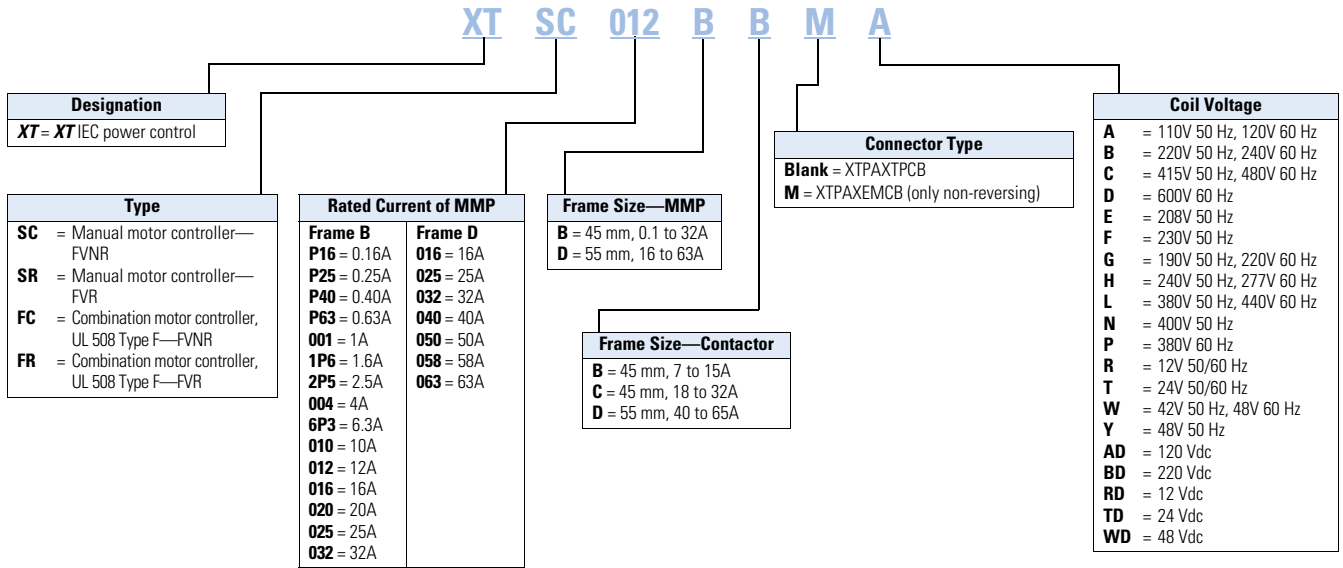 XT SC 012 B B M A
Designation
XT = XT IEC power control
Type
SC = Manual motor controller—
FVNR
SR = Manual motor controller—
FVR
FC = Combination motor controller,
UL 508 Type F—FVNR
FR = Combination motor controller,
UL 508 Type F—FVR
Rated Current of MMP
Frame B
P16 = 0.16A
P25 = 0.25A
P40 = 0.40A
P63 = 0.63A
001 = 1A
1P6 = 1.6A
2P5 = 2.5A
004 = 4A
6P3 = 6.3A
010 = 10A
012 = 12A
016 = 16A
020 = 20A
025 = 25A
032 = 32A
Frame D
016 = 16A
025 = 25A
032 = 32A
040 = 40A
050 = 50A
058 = 58A
063 = 63A
Frame Size—MMP
B = 45 mm, 0.1 to 32A
D = 55 mm, 16 to 63A
Frame Size—Contactor
B = 45 mm, 7 to 15A
C = 45 mm, 18 to 32A
D = 55 mm, 40 to 65A
Connector Type
Blank = XTPAXTPCB
M = XTPAXEMCB (only non-reversing)
Coil Voltage
A = 110V 50 Hz, 120V 60 Hz
B = 220V 50 Hz, 240V 60 Hz
C = 415V 50 Hz, 480V 60 Hz
D = 600V 60 Hz
E = 208V 50 Hz
F = 230V 50 Hz
G = 190V 50 Hz, 220V 60 Hz
H = 240V 50 Hz, 277V 60 Hz
L = 380V 50 Hz, 440V 60 Hz
N = 400V 50 Hz
P = 380V 60 Hz
R = 12V 50/60 Hz
T = 24V 50/60 Hz
W = 42V 50 Hz, 48V 60 Hz
Y = 48V 50 Hz
AD = 120 Vdc
BD = 220 Vdc
RD = 12 Vdc
TD = 24 Vdc
WD = 48 Vdc